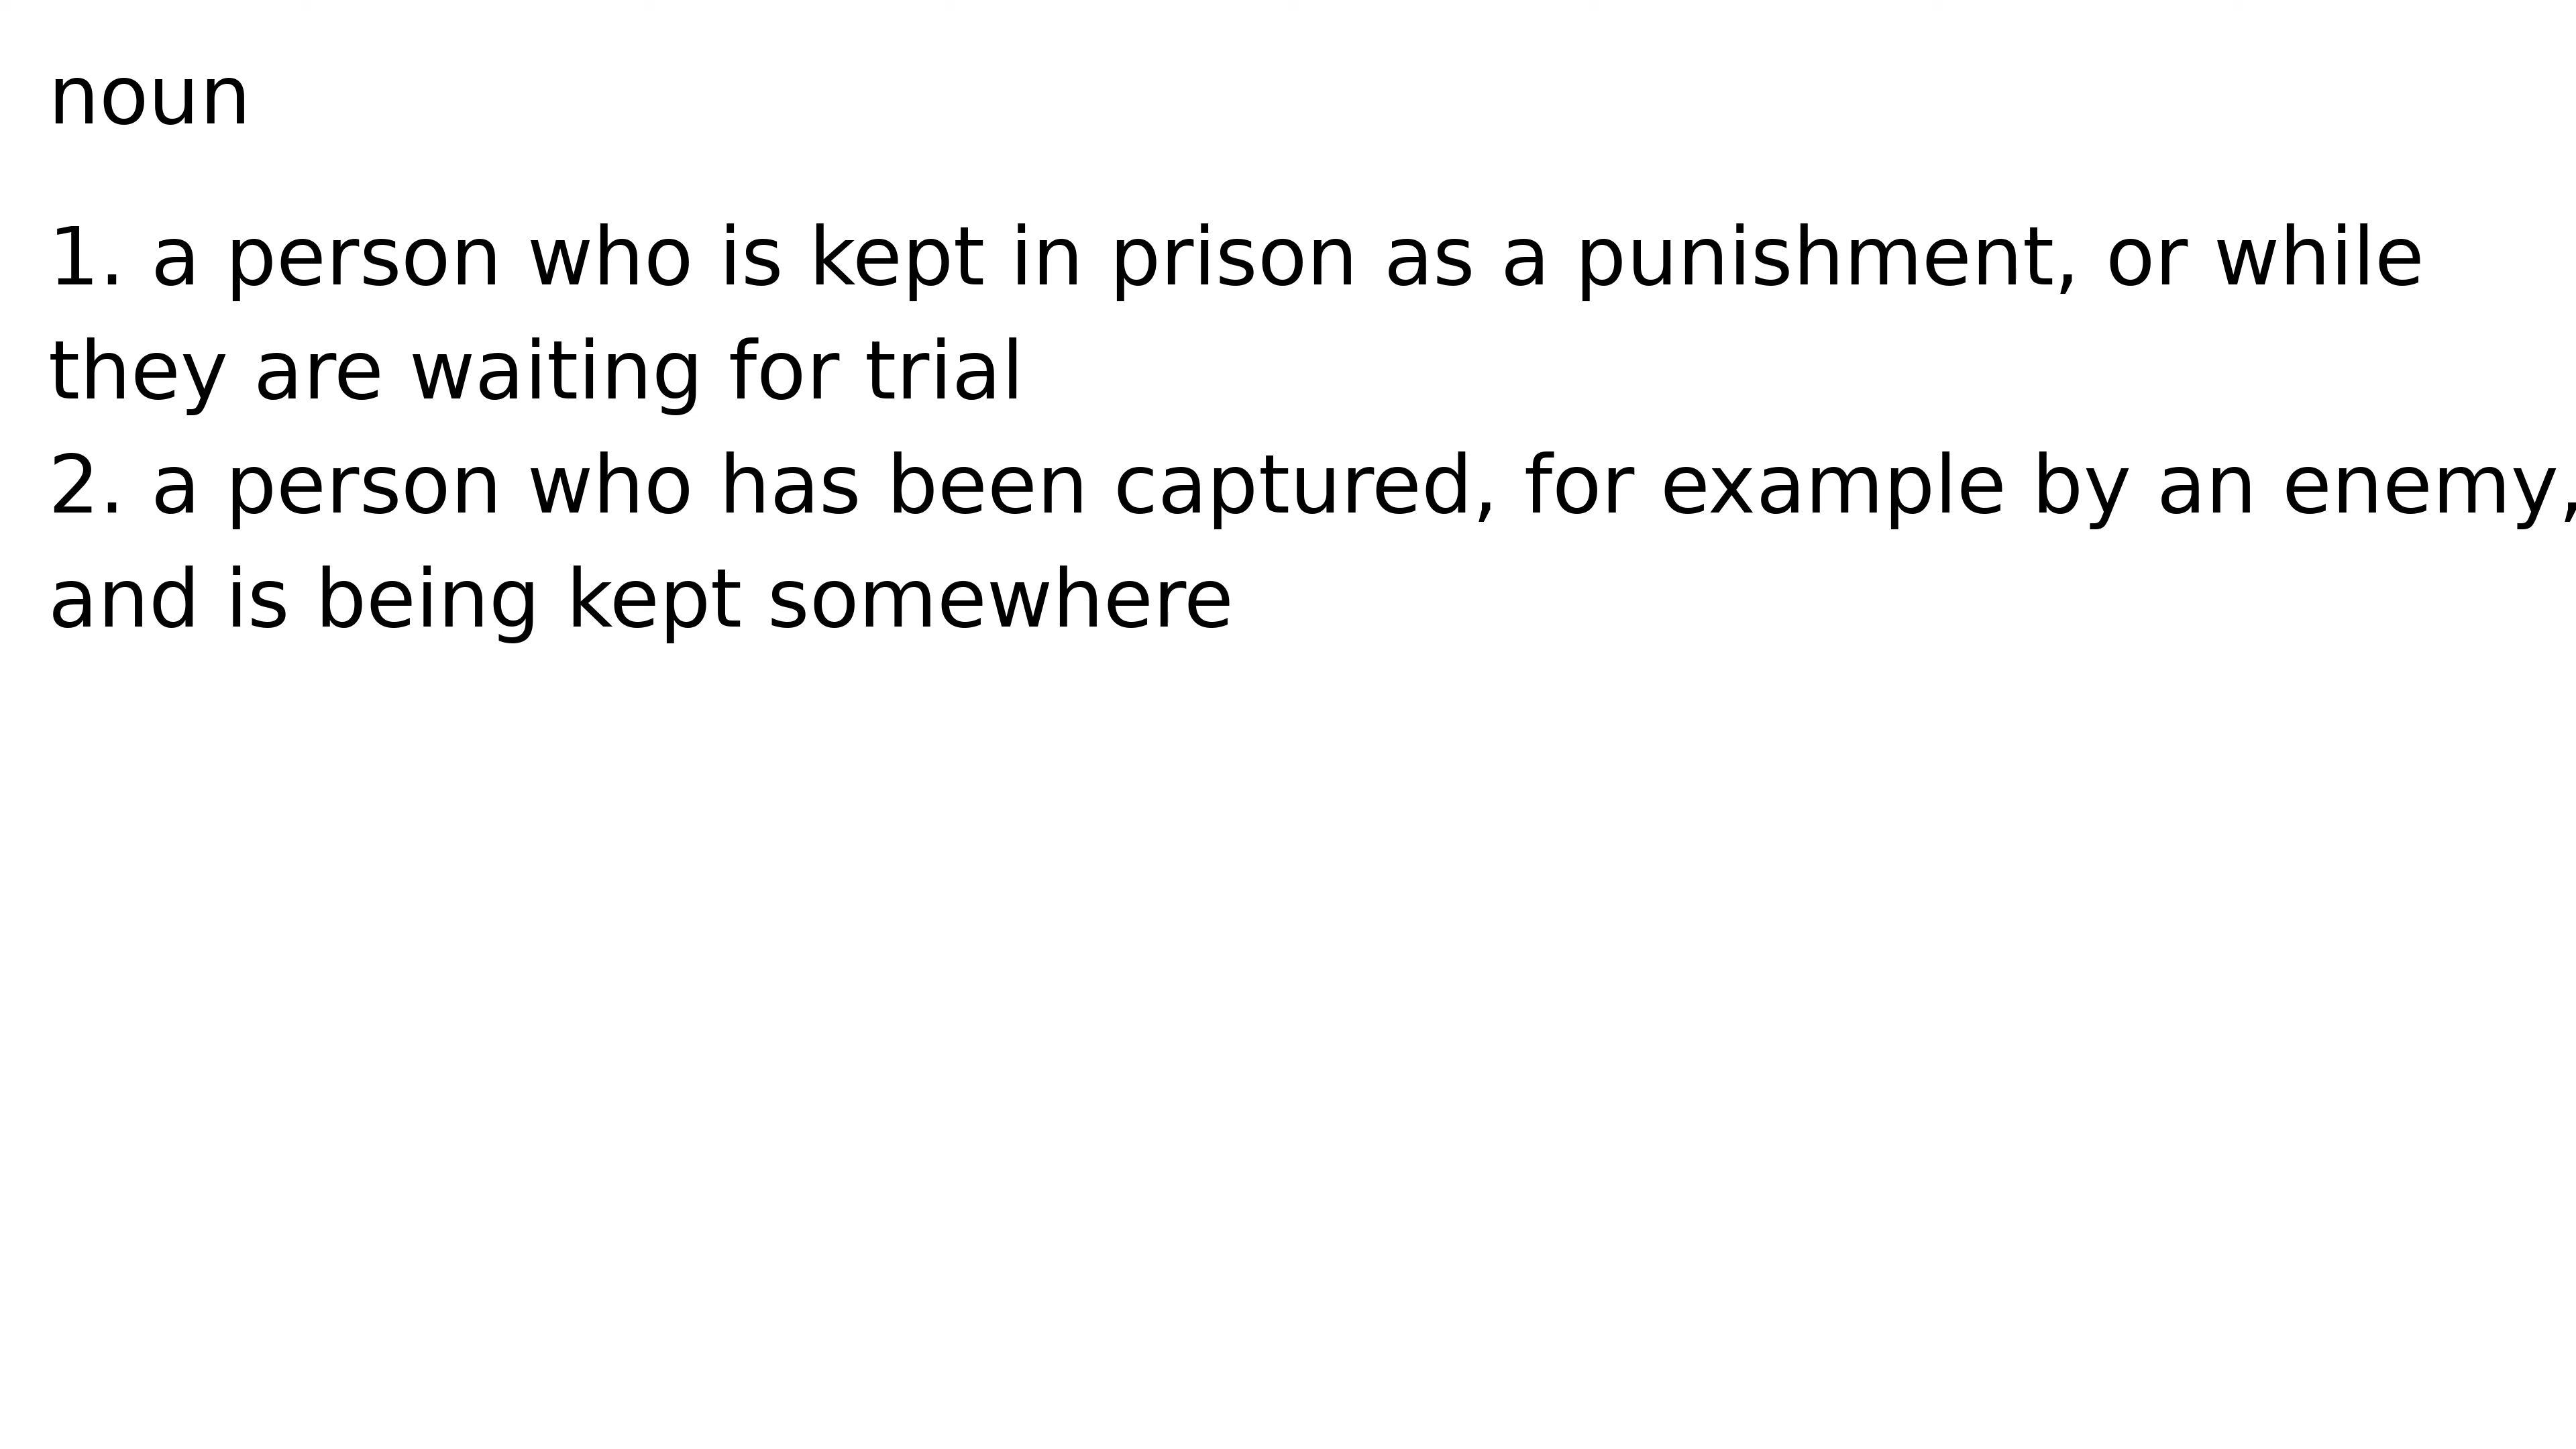 noun
1. a person who is kept in prison as a punishment, or while
they are waiting for trial
2. a person who has been captured, for example by an enemy,
and is being kept somewhere